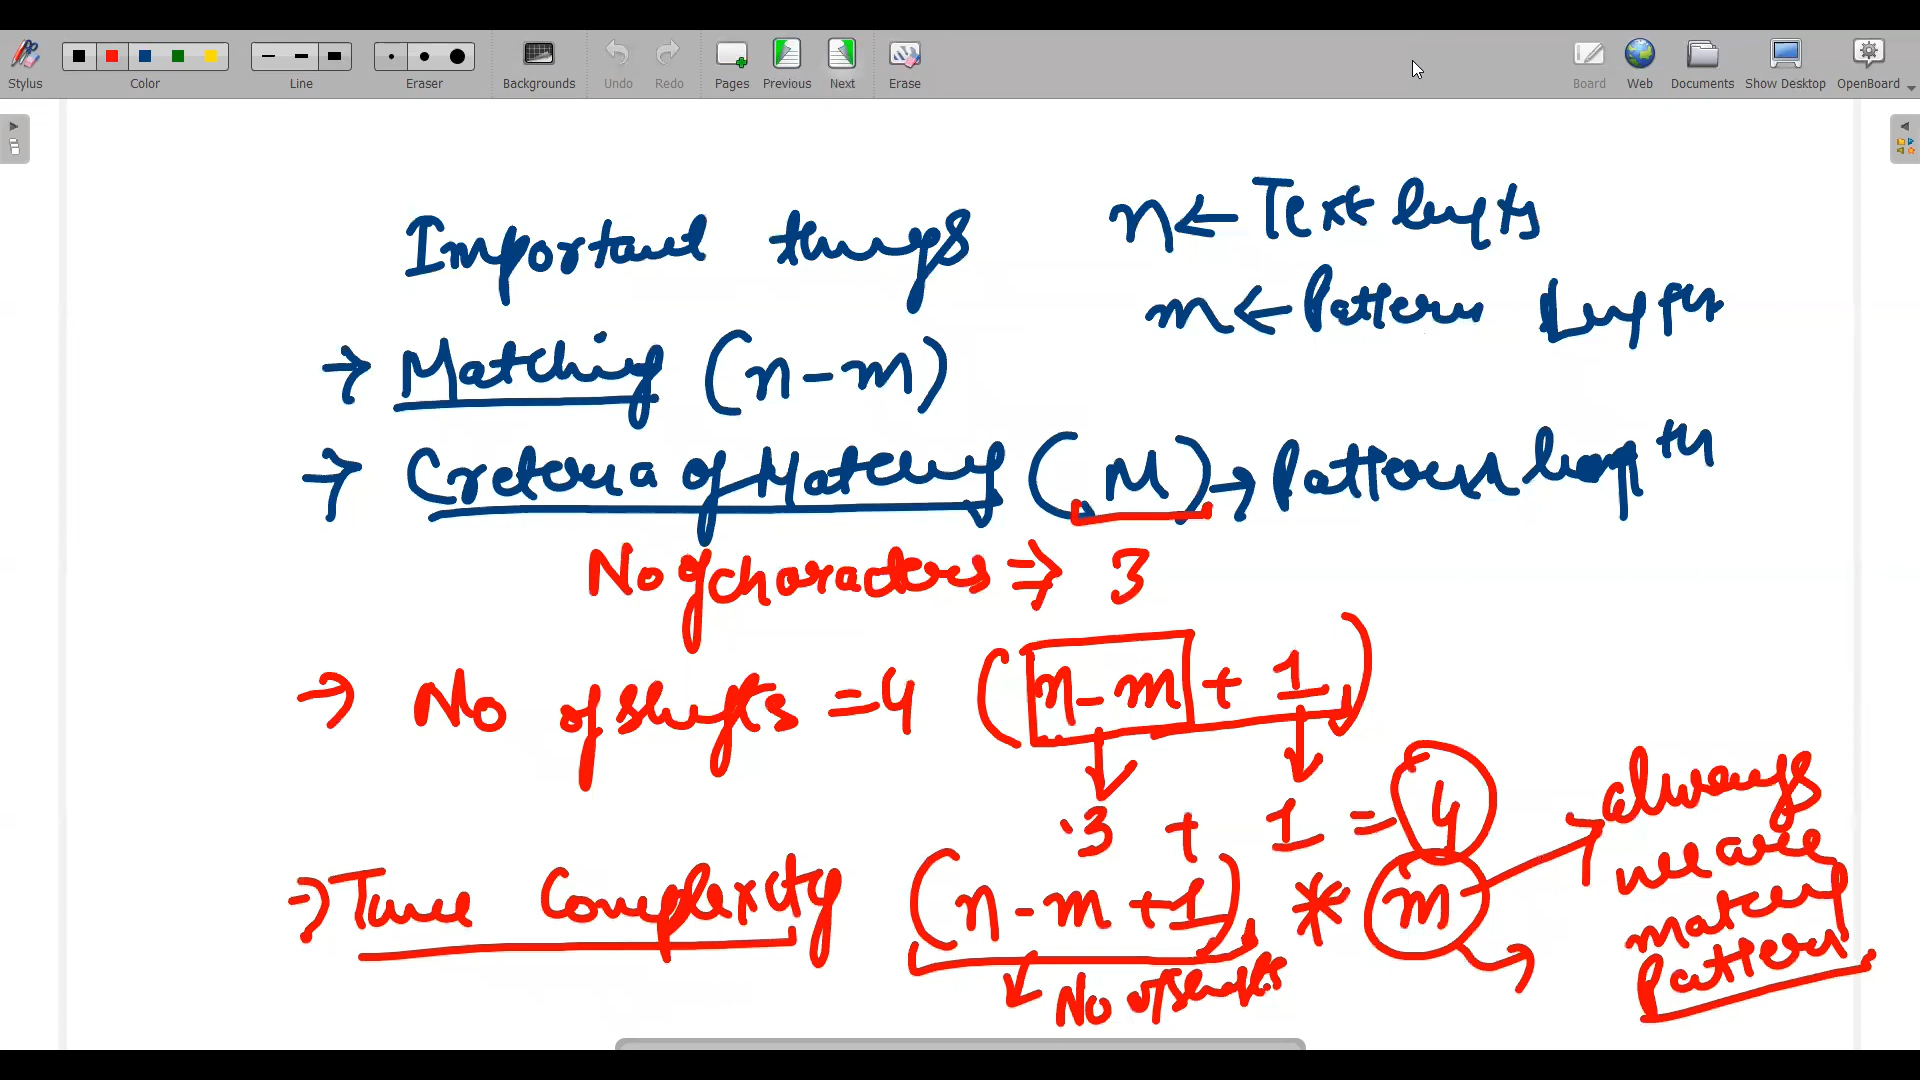 Stylus Color Line Eraser Backgrounds Undo Redo Pages Previous Next Erase Board Web Documents Show Desktop OpenBoard
Important things
n ← Text length
m ← Pattern length
→ Matching (n-m)
→ Creteria of Matching (M) → Pattern length
No of characters ⇒ 3
→ No of shifts = 4 (n-m + 1)
3 + 1 = 4
→ Time Complexity (n-m+1) * m
No of shifts
always
we are
matching
pattern